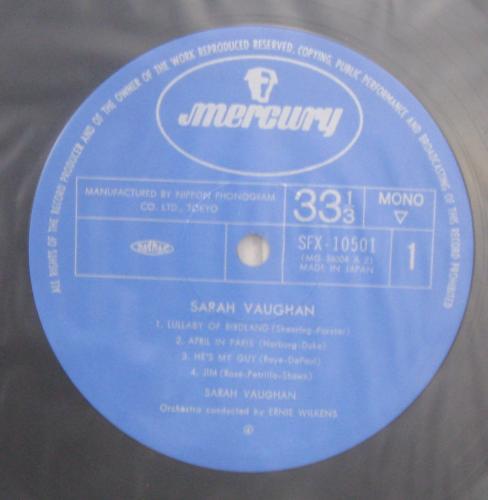 ALL RIGHTS OF THE RECORD PRODUCER AND OF THE OWNER OF THE WORK REPRODUCED RESERVED, COPYING, PUBLIC PERFORMANCE AND BROADCASTING OF THE RECORD PROHIBITED
mercury
MANUFACTURED BY NIPPON PHONOGRAM
CO. LTD., TOKYO
33 1/3
MONO
▽
SFX-10501
(MG 36004 A 2)
MADE IN JAPAN
1
SARAH VAUGHAN
1. LULLABY OF BIRDLAND (Shearing-Forster)
2. APRIL IN PARIS (Harburg-Duke)
3. HE'S MY GUY (Raye-DePaul)
4. JIM (Rose-Petrillo-Shawn)
SARAH VAUGHAN
Orchestra conducted by ERNIE WILKENS